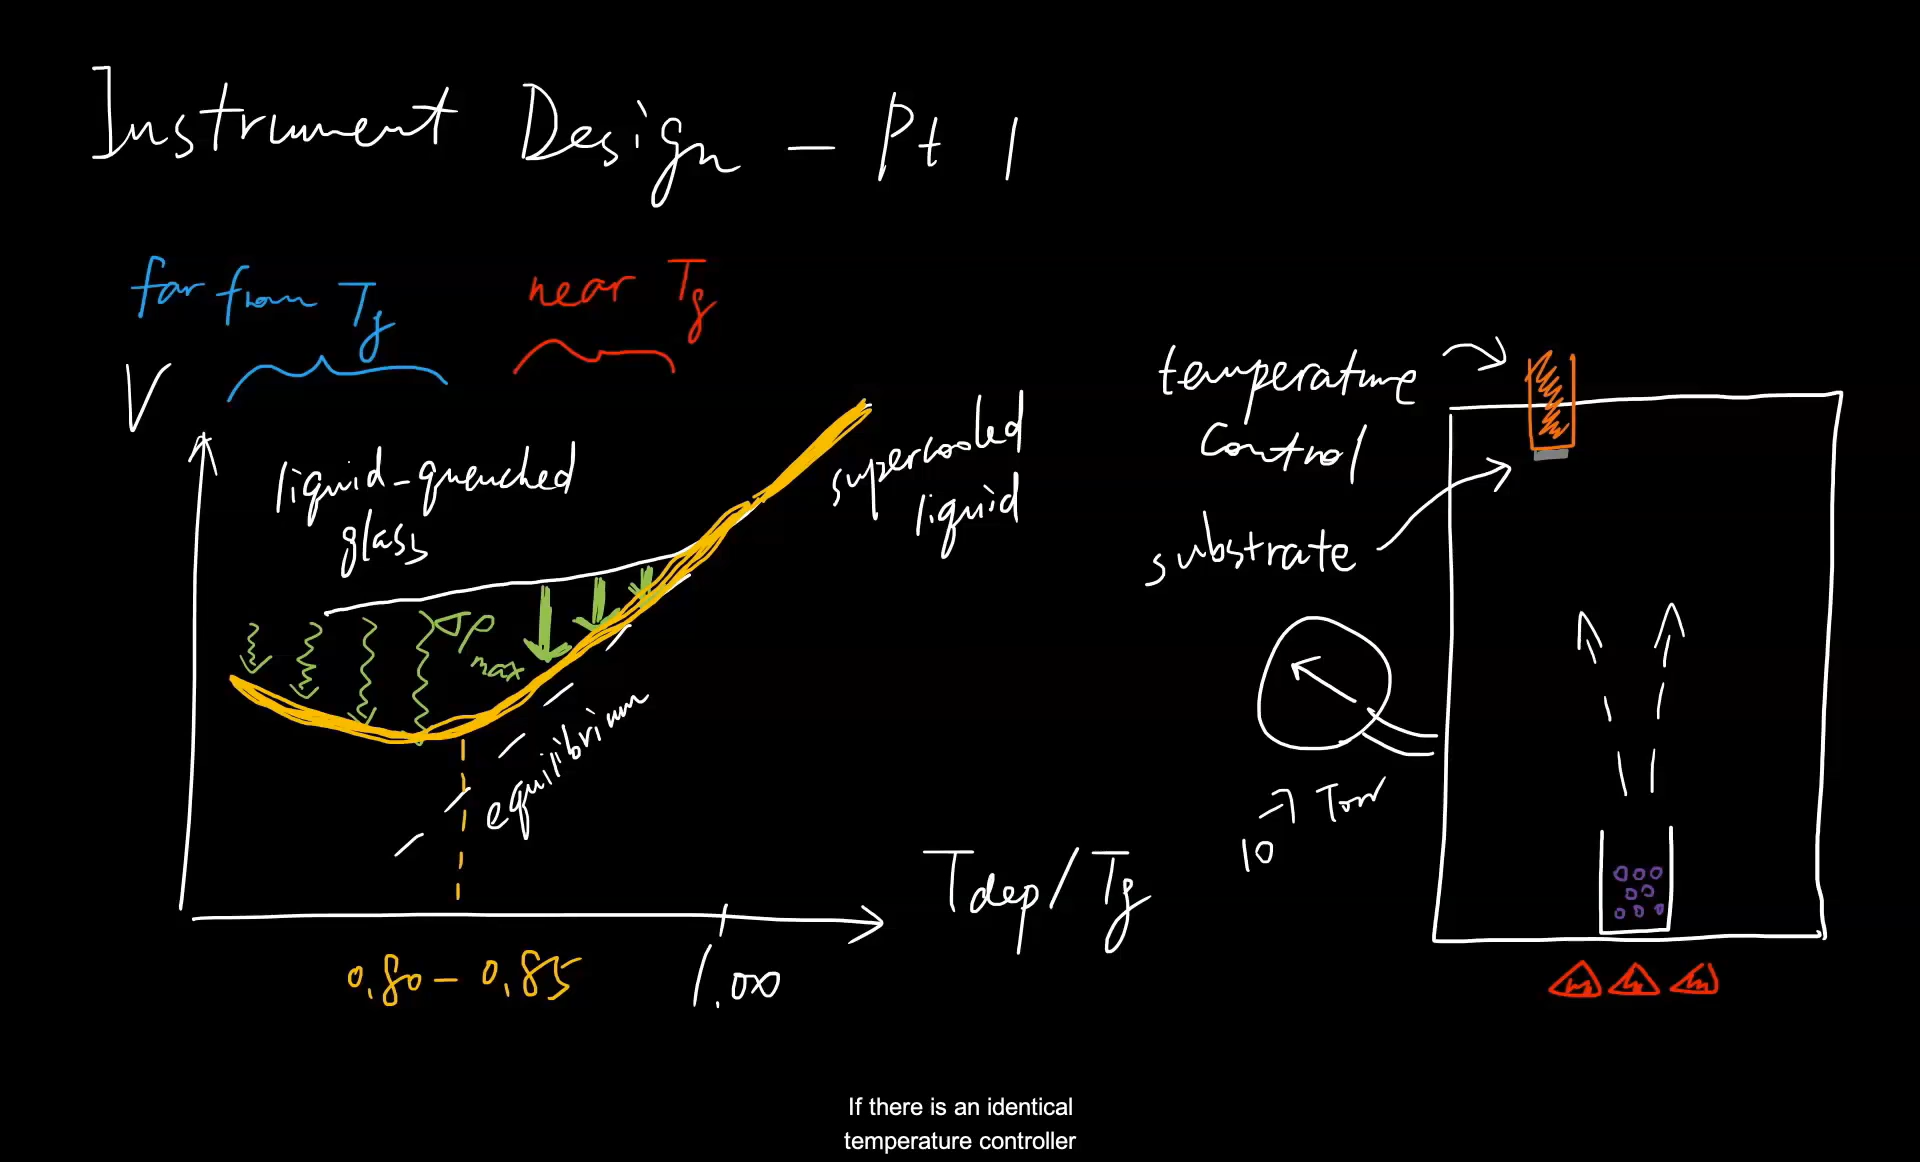 Instrument Design - Pt 1
far from Tg
near Tg
V
liquid-quenched
glass
supercooled
liquid
Δρ max
equilibrium
Tdep/Tg
0.80 - 0.85
1.00
temperature
control
substrate
10^-7 Torr
If there is an identical
temperature controller